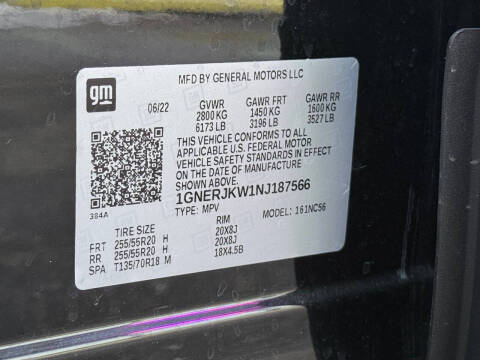 MFD BY GENERAL MOTORS LLC
gm
06/22 GVWR GAWR FRT GAWR RR
2800 KG 1450 KG 1600 KG
6173 LB 3196 LB 3527 LB
THIS VEHICLE CONFORMS TO ALL
APPLICABLE U.S. FEDERAL MOTOR
VEHICLE SAFETY STANDARDS IN EFFECT
ON THE DATE OF MANUFACTURE
SHOWN ABOVE.
1GNERJKW1NJ187566
384A TYPE: MPV MODEL: 161NC56
TIRE SIZE RIM
FRT 255/55R20 H 20X8J
RR 255/55R20 H 20X8J
SPA T135/70R18 M 18X4.5B